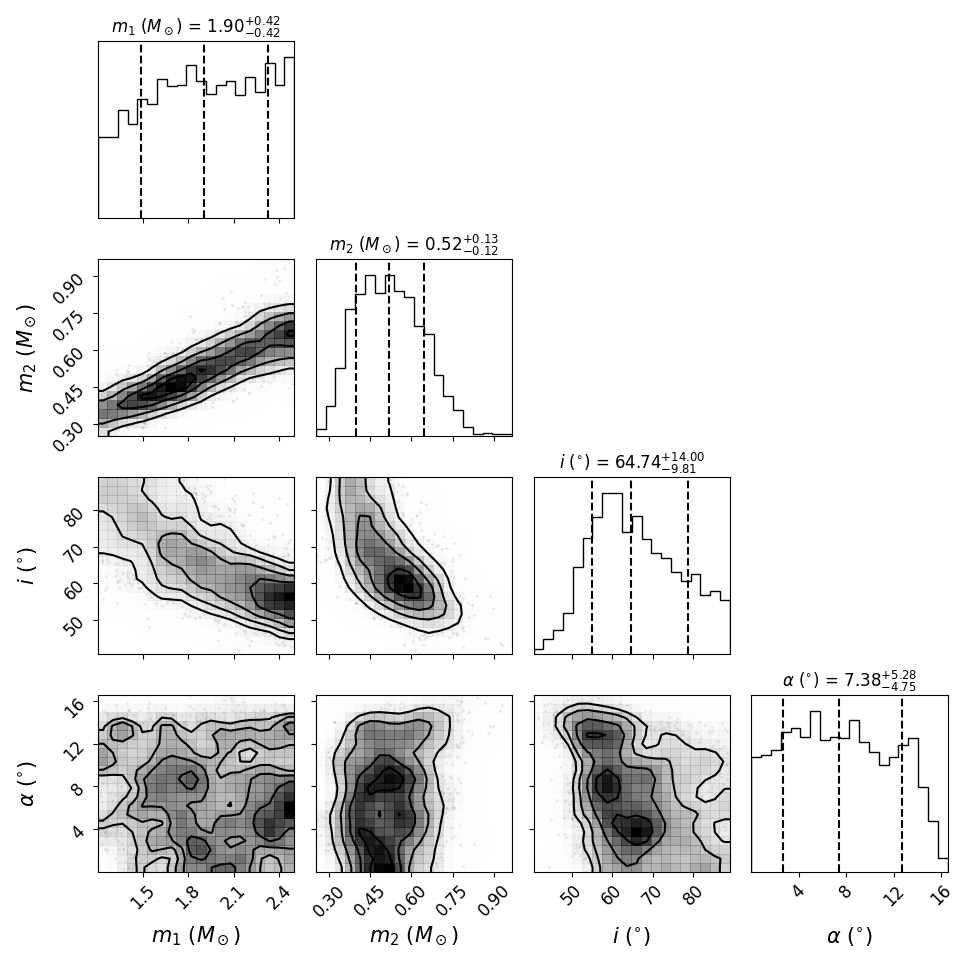 m₁ (M⊙) = 1.90+0.42−0.42
m₂ (M⊙) = 0.52+0.13−0.12
m₂ (M⊙)
0.90
0.75
0.60
0.45
0.30
i (°) = 64.74+14.00−9.81
i (°)
80
70
60
50
α (°) = 7.38+5.28−4.75
α (°)
16
12
8
4
1.5 1.8 2.1 2.4 0.30 0.45 0.60 0.75 0.90 50 60 70 80 4 8 12 16
m₁ (M⊙) m₂ (M⊙) i (°) α (°)